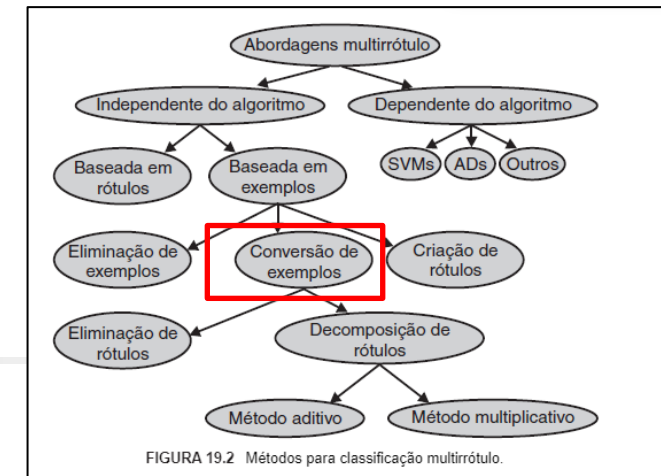 Abordagens multirrótulo
Independente do algoritmo
Dependente do algoritmo
Baseada em
rótulos
Baseada em
exemplos
SVMs
ADs
Outros
Eliminação de
exemplos
Conversão de
exemplos
Criação de
rótulos
Eliminação de
rótulos
Decomposição de
rótulos
Método aditivo
Método multiplicativo
FIGURA 19.2 Métodos para classificação multirrótulo.